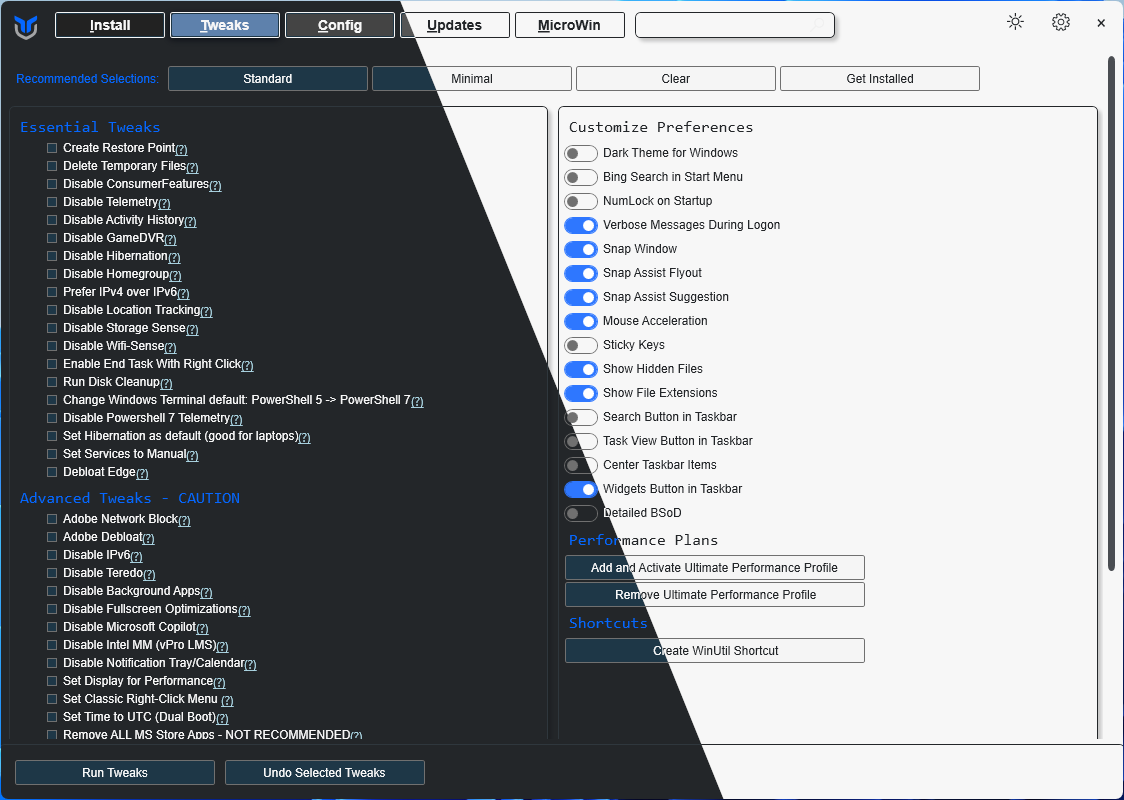 Install Tweaks Config Updates MicroWin
Recommended Selections: Standard Minimal Clear Get Installed
Essential Tweaks
Create Restore Point(?)
Delete Temporary Files(?)
Disable ConsumerFeatures(?)
Disable Telemetry(?)
Disable Activity History(?)
Disable GameDVR(?)
Disable Hibernation(?)
Disable Homegroup(?)
Prefer IPv4 over IPv6(?)
Disable Location Tracking(?)
Disable Storage Sense(?)
Disable Wifi-Sense(?)
Enable End Task With Right Click(?)
Run Disk Cleanup(?)
Change Windows Terminal default: PowerShell 5 -> PowerShell 7(?)
Disable Powershell 7 Telemetry(?)
Set Hibernation as default (good for laptops)(?)
Set Services to Manual(?)
Debloat Edge(?)
Advanced Tweaks - CAUTION
Adobe Network Block(?)
Adobe Debloat(?)
Disable IPv6(?)
Disable Teredo(?)
Disable Background Apps(?)
Disable Fullscreen Optimizations(?)
Disable Microsoft Copilot(?)
Disable Intel MM (vPro LMS)(?)
Disable Notification Tray/Calendar(?)
Set Display for Performance(?)
Set Classic Right-Click Menu (?)
Set Time to UTC (Dual Boot)(?)
Remove ALL MS Store Apps - NOT RECOMMENDED(?)
Customize Preferences
Dark Theme for Windows
Bing Search in Start Menu
NumLock on Startup
Verbose Messages During Logon
Snap Window
Snap Assist Flyout
Snap Assist Suggestion
Mouse Acceleration
Sticky Keys
Show Hidden Files
Show File Extensions
Search Button in Taskbar
Task View Button in Taskbar
Center Taskbar Items
Widgets Button in Taskbar
Detailed BSoD
Performance Plans
Add and Activate Ultimate Performance Profile
Remove Ultimate Performance Profile
Shortcuts
Create WinUtil Shortcut
Run Tweaks Undo Selected Tweaks